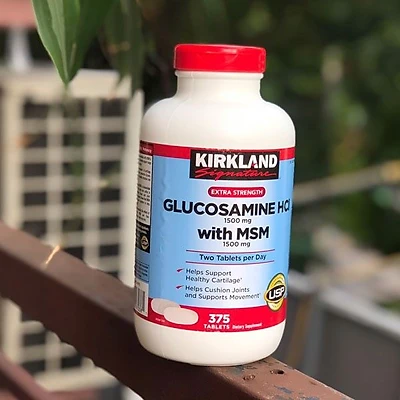 KIRKLAND
Signature
EXTRA STRENGTH
GLUCOSAMINE HCl
1500 mg
with MSM
1500 mg
Two Tablets per Day
Helps Support
Healthy Cartilage*
Helps Cushion Joints
and Supports Movement*
USP
375
TABLETS Dietary Supplement